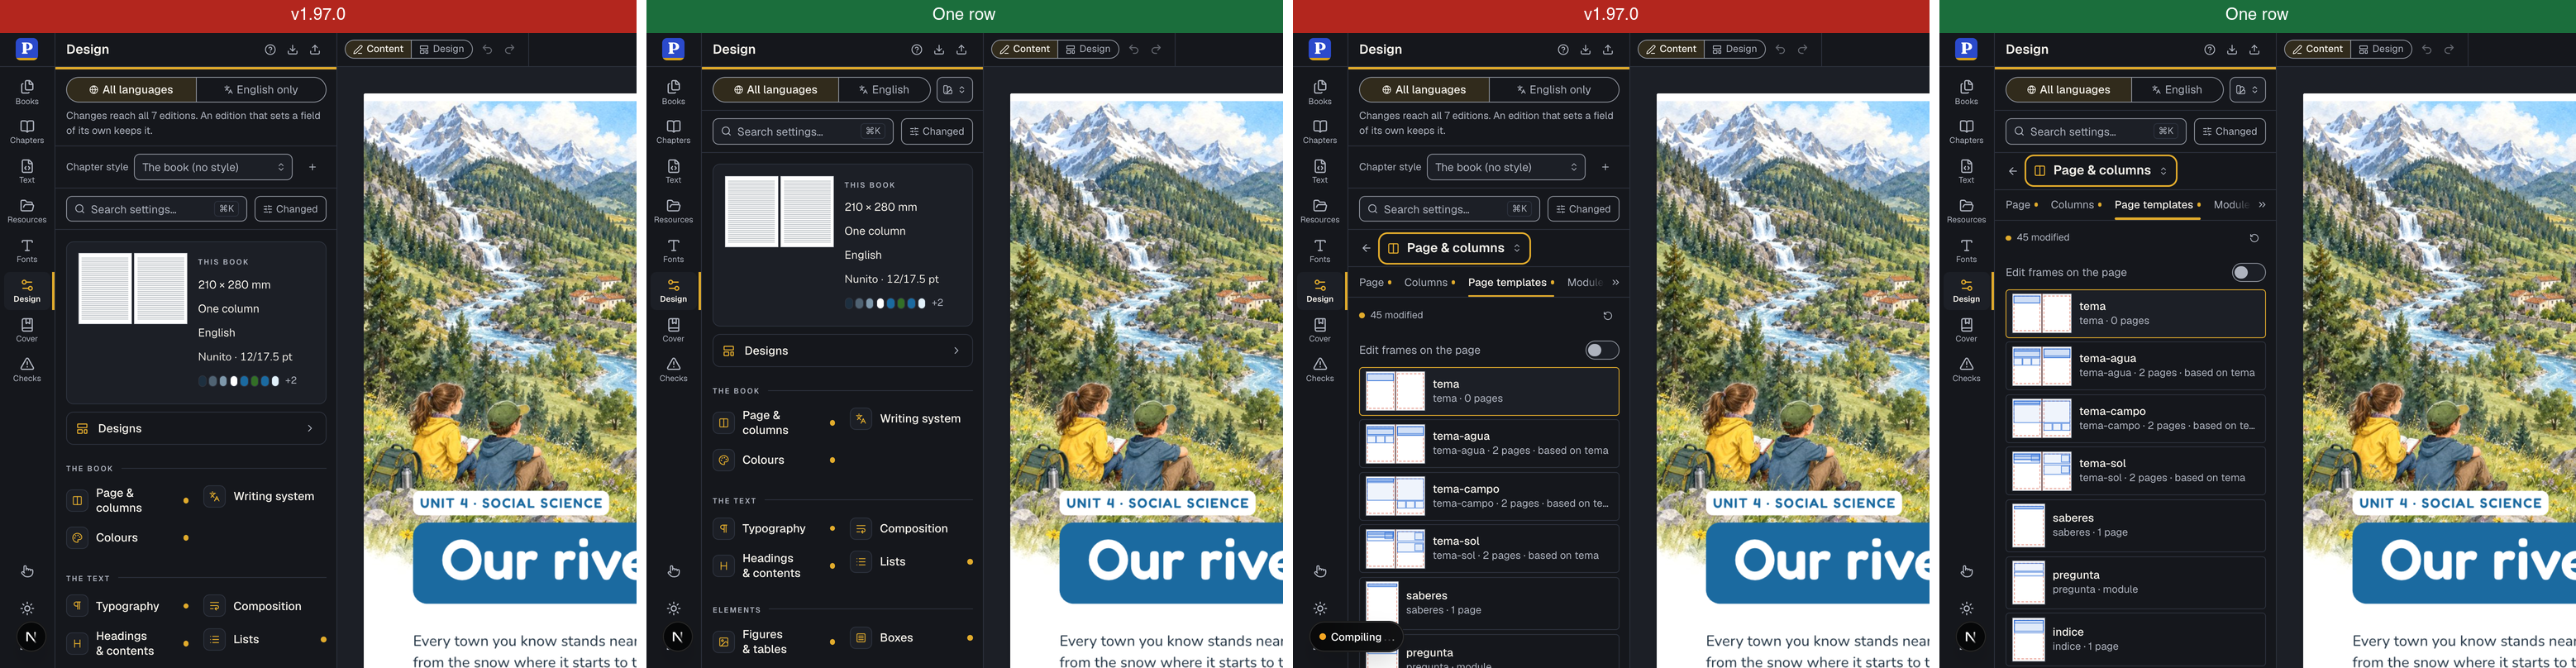 v1.97.0
P
Design
Content
Design
Books
Chapters
Text
Resources
Fonts
Design
Cover
Checks
N
All languages
English only
Changes reach all 7 editions. An edition that sets a field
of its own keeps it.
Chapter style
The book (no style)
+
Search settings...
⌘K
Changed
THIS BOOK
210 × 280 mm
One column
English
Nunito · 12/17.5 pt
+2
Designs
THE BOOK
Page &
columns
Writing system
Colours
THE TEXT
Typography
Composition
Headings
& contents
Lists
UNIT 4 · SOCIAL SCIENCE
Our rive
Every town you know stands near
from the snow where it starts to t
One row
P
Design
Content
Design
Books
Chapters
Text
Resources
Fonts
Design
Cover
Checks
N
All languages
English
Search settings...
⌘K
Changed
THIS BOOK
210 × 280 mm
One column
English
Nunito · 12/17.5 pt
+2
Designs
THE BOOK
Page &
columns
Writing system
Colours
THE TEXT
Typography
Composition
Headings
& contents
Lists
ELEMENTS
Figures
& tables
Boxes
UNIT 4 · SOCIAL SCIENCE
Our rive
Every town you know stands near
from the snow where it starts to t
v1.97.0
P
Design
Content
Design
Books
Chapters
Text
Resources
Fonts
Design
Cover
Checks
Compiling ...
All languages
English only
Changes reach all 7 editions. An edition that sets a field
of its own keeps it.
Chapter style
The book (no style)
+
Search settings...
⌘K
Changed
Page & columns
Page
Columns
Page templates
Module
»
45 modified
Edit frames on the page
tema
tema · 0 pages
tema-agua
tema-agua · 2 pages · based on tema
tema-campo
tema-campo · 2 pages · based on te...
tema-sol
tema-sol · 2 pages · based on tema
saberes
saberes · 1 page
pregunta
pregunta · module
UNIT 4 · SOCIAL SCIENCE
Our rive
Every town you know stands near
from the snow where it starts to t
One row
P
Design
Content
Design
Books
Chapters
Text
Resources
Fonts
Design
Cover
Checks
N
All languages
English
Search settings...
⌘K
Changed
Page & columns
Page
Columns
Page templates
Modul
»
45 modified
Edit frames on the page
tema
tema · 0 pages
tema-agua
tema-agua · 2 pages · based on tema
tema-campo
tema-campo · 2 pages · based on te...
tema-sol
tema-sol · 2 pages · based on tema
saberes
saberes · 1 page
pregunta
pregunta · module
indice
indice · 1 page
UNIT 4 · SOCIAL SCIENCE
Our rive
Every town you know stands near
from the snow where it starts to t